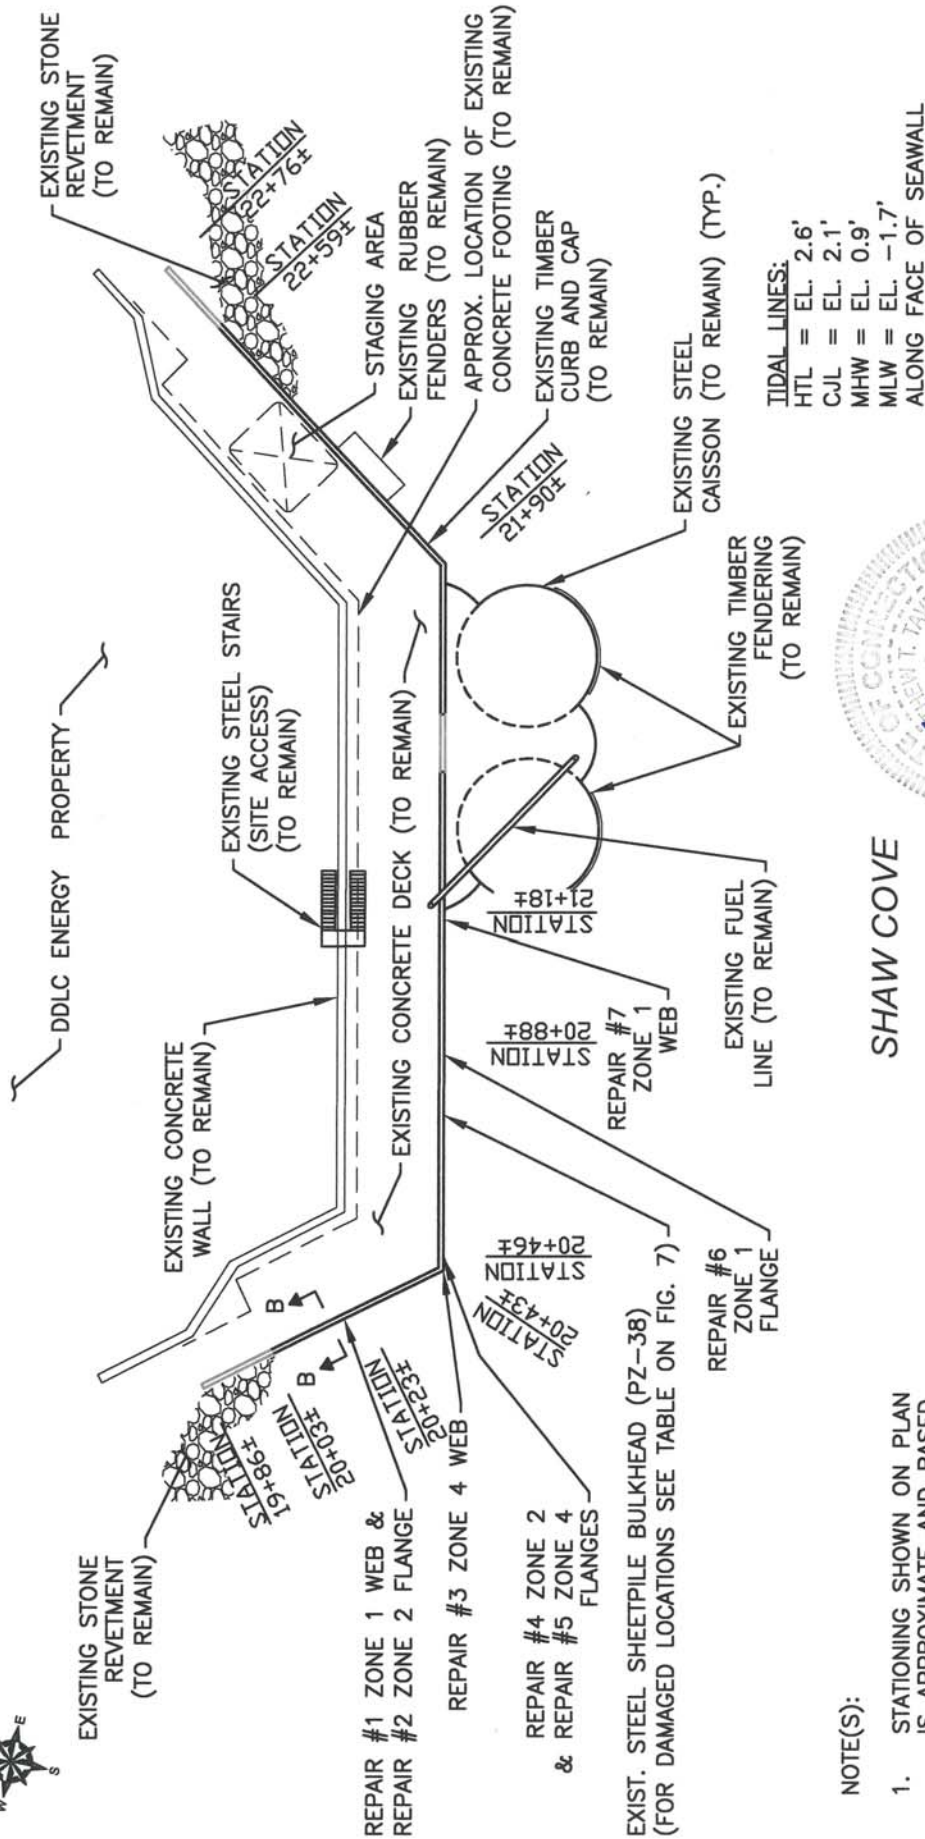 W
E
S
DDLC ENERGY PROPERTY
EXISTING STONE
REVETMENT
(TO REMAIN)
EXISTING CONCRETE
WALL (TO REMAIN)
EXISTING STEEL STAIRS
(SITE ACCESS)
(TO REMAIN)
EXISTING STONE
REVETMENT
(TO REMAIN)
STATION
22+76±
STATION
22+59±
STAGING AREA
EXISTING RUBBER
FENDERS (TO REMAIN)
APPROX. LOCATION OF EXISTING
CONCRETE FOOTING (TO REMAIN)
EXISTING TIMBER
CURB AND CAP
(TO REMAIN)
STATION
21+90±
EXISTING STEEL
CAISSON (TO REMAIN) (TYP.)
EXISTING TIMBER
FENDERING
(TO REMAIN)
EXISTING CONCRETE DECK (TO REMAIN)
B
B
STATION
19+86±
STATION
20+03±
STATION
20+23±
STATION
20+43±
STATION
20+46±
STATION
20+88±
STATION
21+18±
REPAIR #1 ZONE 1 WEB &
REPAIR #2 ZONE 2 FLANGE
REPAIR #3 ZONE 4 WEB
REPAIR #4 ZONE 2
& REPAIR #5 ZONE 4
FLANGES
EXIST. STEEL SHEETPILE BULKHEAD (PZ-38)
(FOR DAMAGED LOCATIONS SEE TABLE ON FIG. 7)
REPAIR #6
ZONE 1
FLANGE
REPAIR #7
ZONE 1
WEB
EXISTING FUEL
LINE (TO REMAIN)
SHAW COVE
TIDAL LINES:
HTL = EL. 2.6'
CJL = EL. 2.1'
MHW = EL. 0.9'
MLW = EL. -1.7'
ALONG FACE OF SEAWALL
NOTE(S):
1. STATIONING SHOWN ON PLAN
IS APPROXIMATE AND BASED